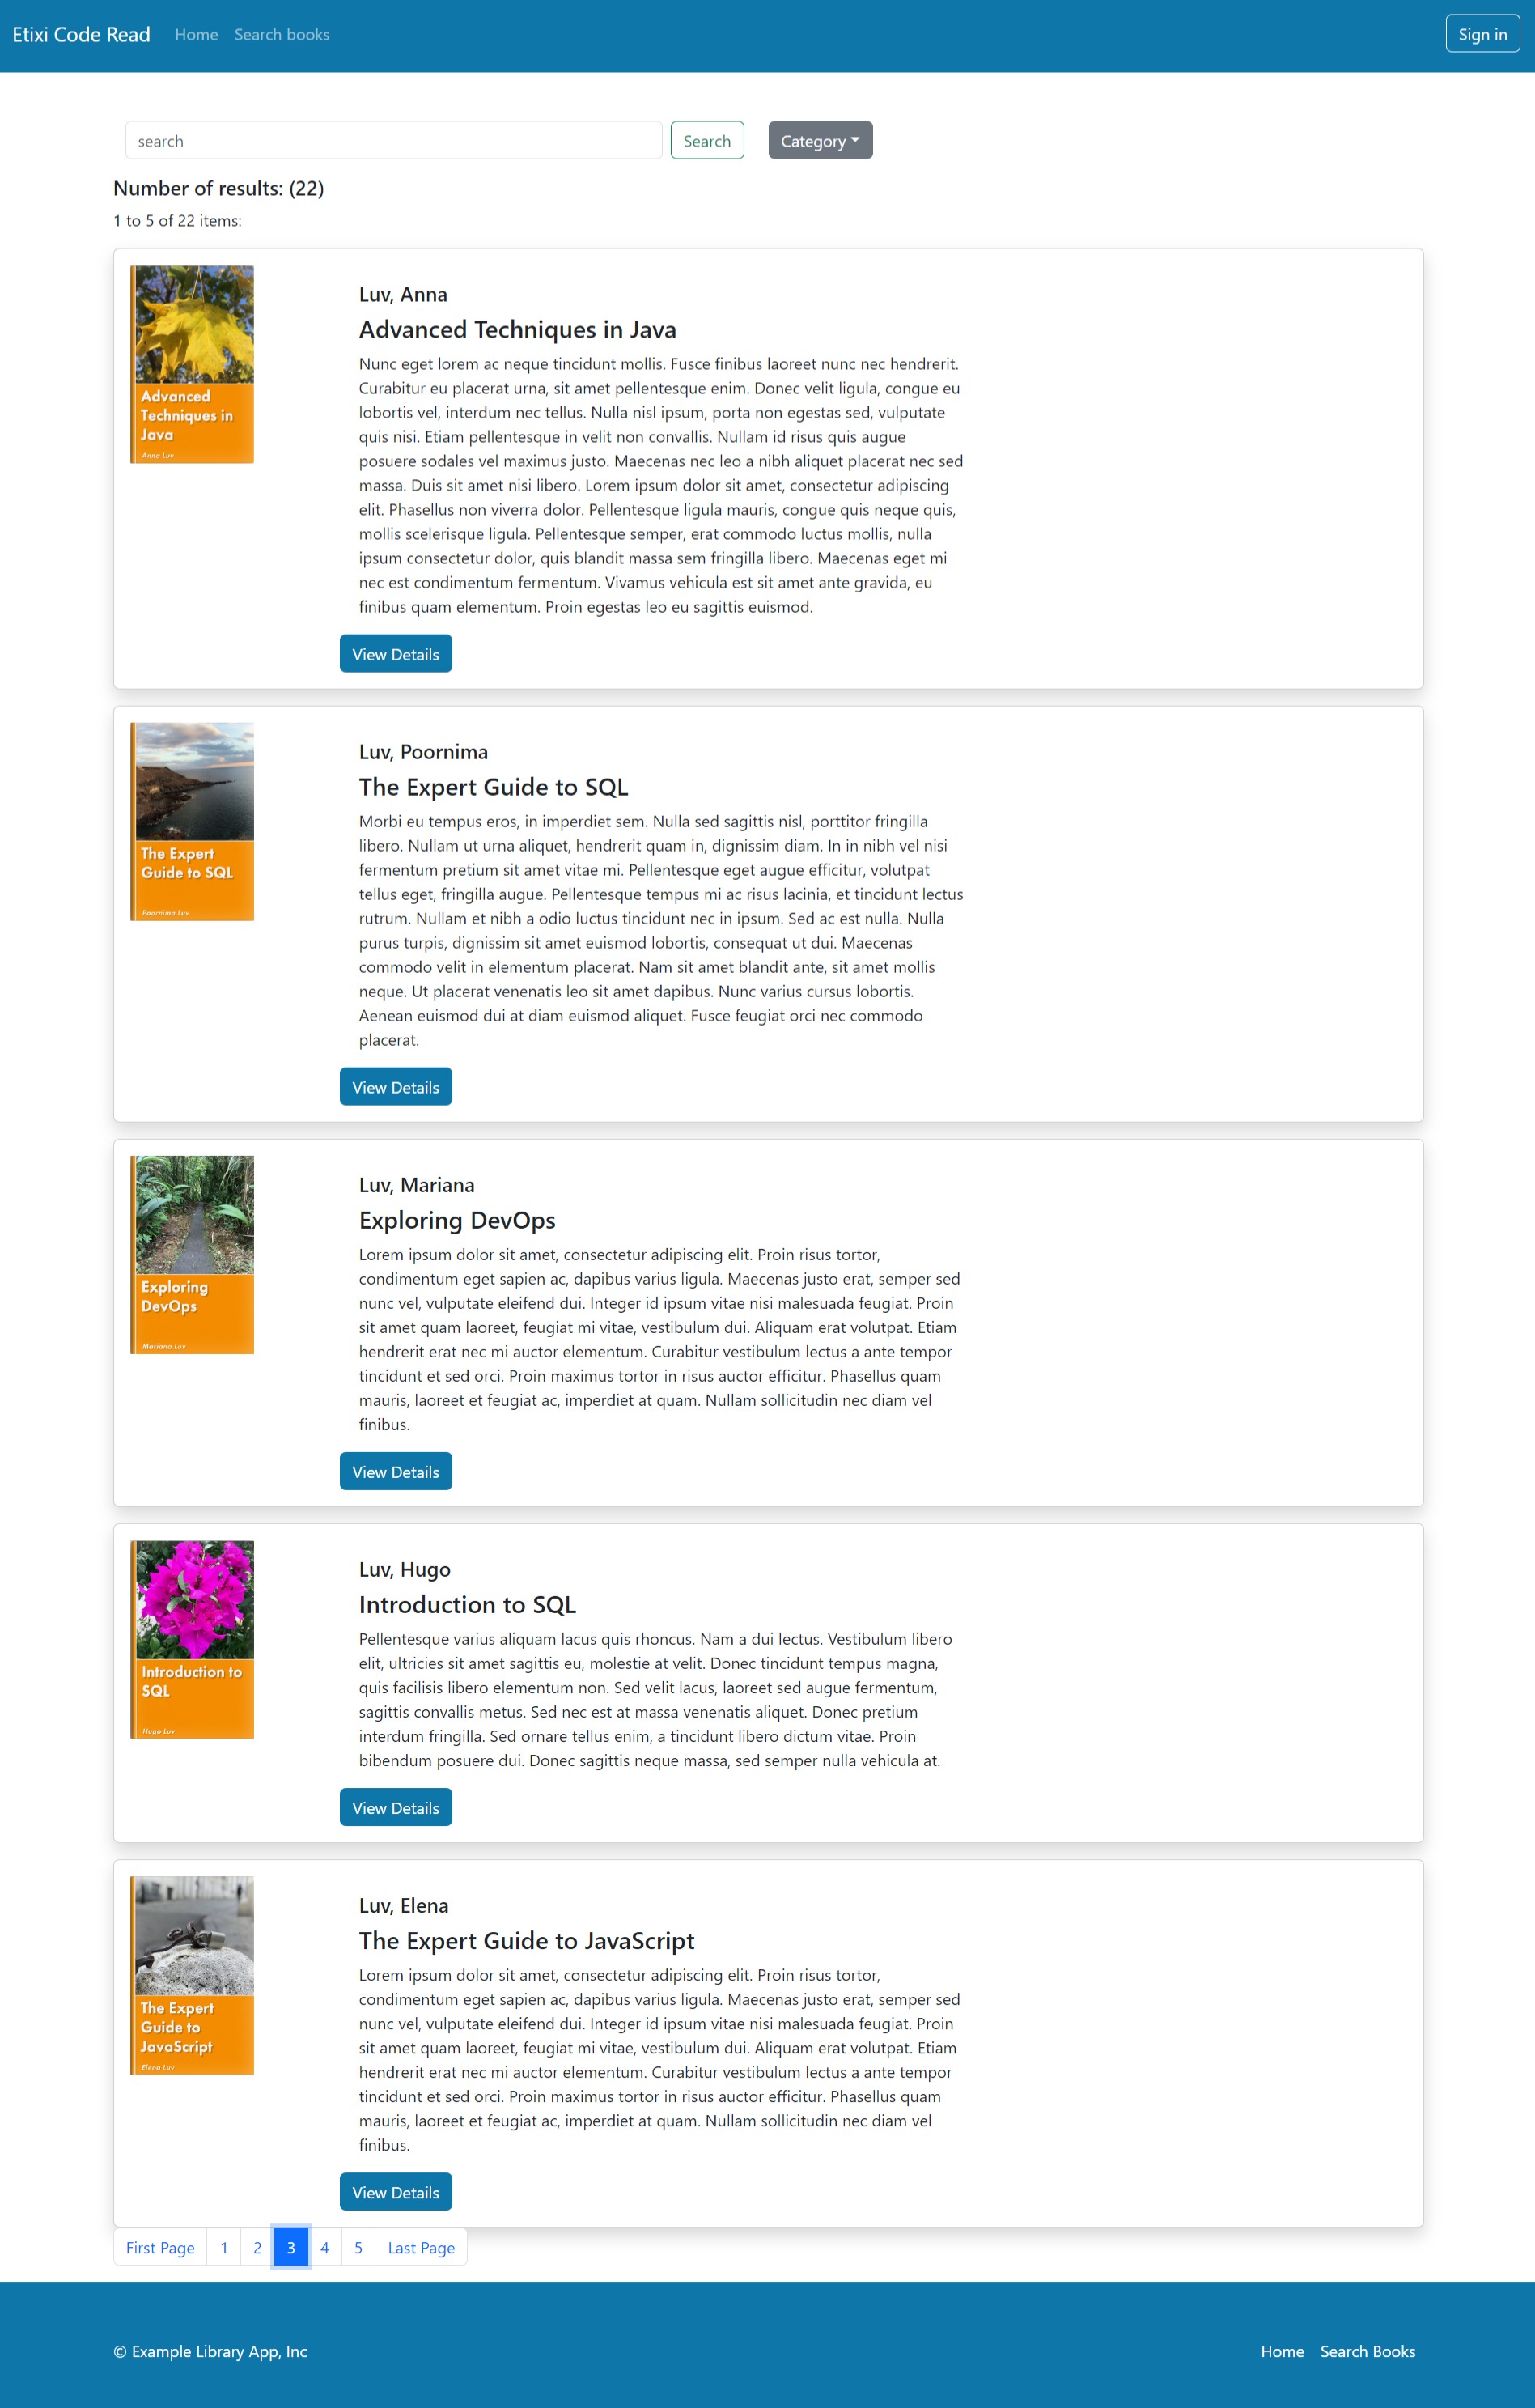 Etixi Code Read Home Search books Sign in
search Search Category
Number of results: (22)
1 to 5 of 22 items:
Advanced
Techniques in
Java
Anna Luv
Luv, Anna
Advanced Techniques in Java
Nunc eget lorem ac neque tincidunt mollis. Fusce finibus laoreet nunc nec hendrerit.
Curabitur eu placerat urna, sit amet pellentesque enim. Donec velit ligula, congue eu
lobortis vel, interdum nec tellus. Nulla nisl ipsum, porta non egestas sed, vulputate
quis nisi. Etiam pellentesque in velit non convallis. Nullam id risus quis augue
posuere sodales vel maximus justo. Maecenas nec leo a nibh aliquet placerat nec sed
massa. Duis sit amet nisi libero. Lorem ipsum dolor sit amet, consectetur adipiscing
elit. Phasellus non viverra dolor. Pellentesque ligula mauris, congue quis neque quis,
mollis scelerisque ligula. Pellentesque semper, erat commodo luctus mollis, nulla
ipsum consectetur dolor, quis blandit massa sem fringilla libero. Maecenas eget mi
nec est condimentum fermentum. Vivamus vehicula est sit amet ante gravida, eu
finibus quam elementum. Proin egestas leo eu sagittis euismod.
View Details
The Expert
Guide to SQL
Poornima Luv
Luv, Poornima
The Expert Guide to SQL
Morbi eu tempus eros, in imperdiet sem. Nulla sed sagittis nisl, porttitor fringilla
libero. Nullam ut urna aliquet, hendrerit quam in, dignissim diam. In in nibh vel nisi
fermentum pretium sit amet vitae mi. Pellentesque eget augue efficitur, volutpat
tellus eget, fringilla augue. Pellentesque tempus mi ac risus lacinia, et tincidunt lectus
rutrum. Nullam et nibh a odio luctus tincidunt nec in ipsum. Sed ac est nulla. Nulla
purus turpis, dignissim sit amet euismod lobortis, consequat ut dui. Maecenas
commodo velit in elementum placerat. Nam sit amet blandit ante, sit amet mollis
neque. Ut placerat venenatis leo sit amet dapibus. Nunc varius cursus lobortis.
Aenean euismod dui at diam euismod aliquet. Fusce feugiat orci nec commodo
placerat.
View Details
Exploring
DevOps
Mariana Luv
Luv, Mariana
Exploring DevOps
Lorem ipsum dolor sit amet, consectetur adipiscing elit. Proin risus tortor,
condimentum eget sapien ac, dapibus varius ligula. Maecenas justo erat, semper sed
nunc vel, vulputate eleifend dui. Integer id ipsum vitae nisi malesuada feugiat. Proin
sit amet quam laoreet, feugiat mi vitae, vestibulum dui. Aliquam erat volutpat. Etiam
hendrerit erat nec mi auctor elementum. Curabitur vestibulum lectus a ante tempor
tincidunt et sed orci. Proin maximus tortor in risus auctor efficitur. Phasellus quam
mauris, laoreet et feugiat ac, imperdiet at quam. Nullam sollicitudin nec diam vel
finibus.
View Details
Introduction to
SQL
Hugo Luv
Luv, Hugo
Introduction to SQL
Pellentesque varius aliquam lacus quis rhoncus. Nam a dui lectus. Vestibulum libero
elit, ultricies sit amet sagittis eu, molestie at velit. Donec tincidunt tempus magna,
quis facilisis libero elementum non. Sed velit lacus, laoreet sed augue fermentum,
sagittis convallis metus. Sed nec est at massa venenatis aliquet. Donec pretium
interdum fringilla. Sed ornare tellus enim, a tincidunt libero dictum vitae. Proin
bibendum posuere dui. Donec sagittis neque massa, sed semper nulla vehicula at.
View Details
The Expert
Guide to
JavaScript
Elena Luv
Luv, Elena
The Expert Guide to JavaScript
Lorem ipsum dolor sit amet, consectetur adipiscing elit. Proin risus tortor,
condimentum eget sapien ac, dapibus varius ligula. Maecenas justo erat, semper sed
nunc vel, vulputate eleifend dui. Integer id ipsum vitae nisi malesuada feugiat. Proin
sit amet quam laoreet, feugiat mi vitae, vestibulum dui. Aliquam erat volutpat. Etiam
hendrerit erat nec mi auctor elementum. Curabitur vestibulum lectus a ante tempor
tincidunt et sed orci. Proin maximus tortor in risus auctor efficitur. Phasellus quam
mauris, laoreet et feugiat ac, imperdiet at quam. Nullam sollicitudin nec diam vel
finibus.
View Details
First Page 1 2 3 4 5 Last Page
© Example Library App, Inc Home Search Books